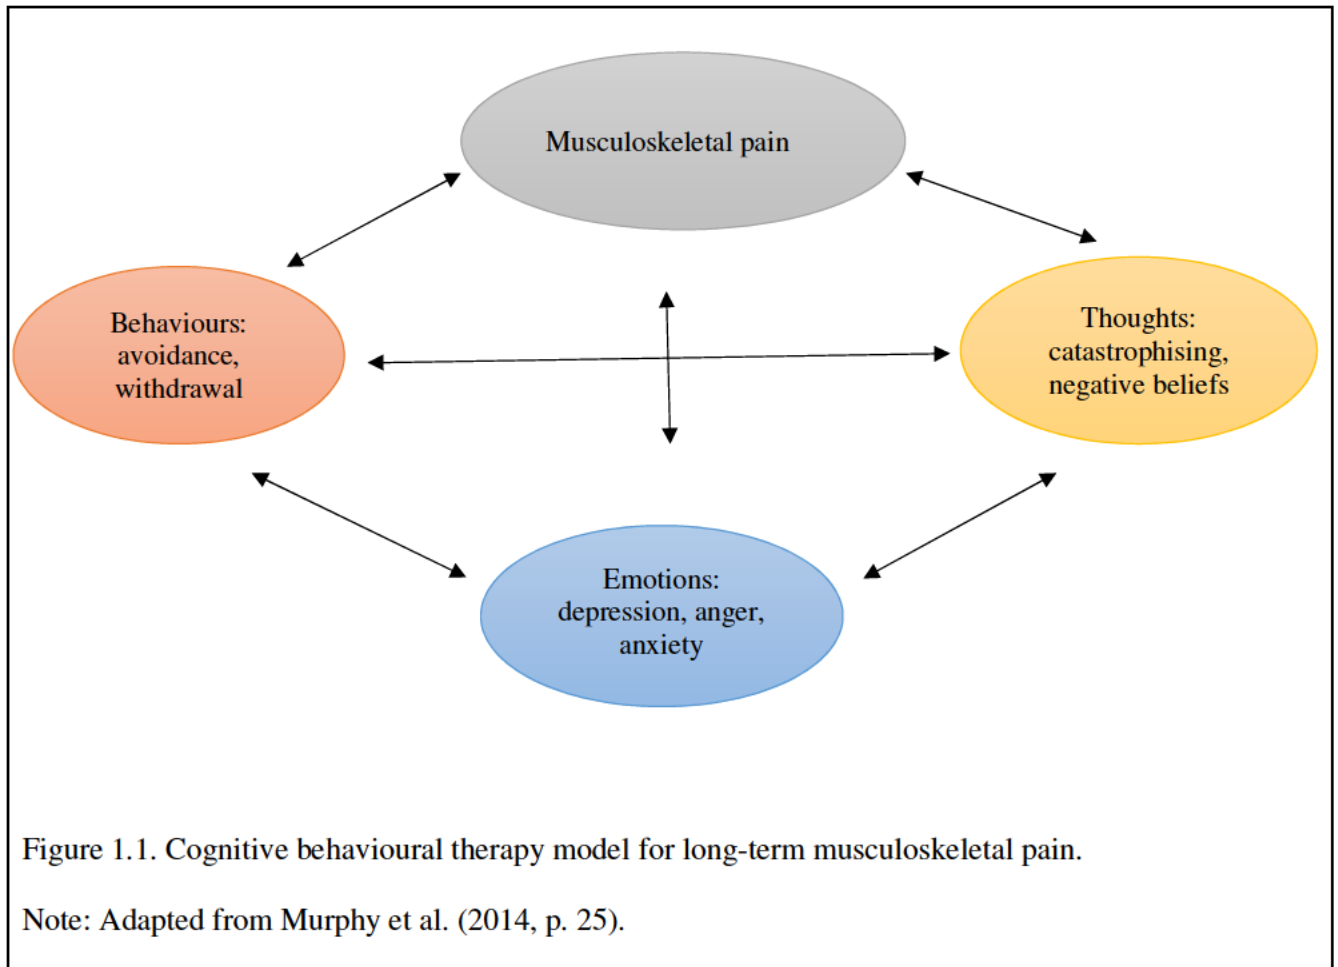 Musculoskeletal pain
Behaviours:
avoidance,
withdrawal
Thoughts:
catastrophising,
negative beliefs
Emotions:
depression, anger,
anxiety
Figure 1.1. Cognitive behavioural therapy model for long-term musculoskeletal pain.
Note: Adapted from Murphy et al. (2014, p. 25).